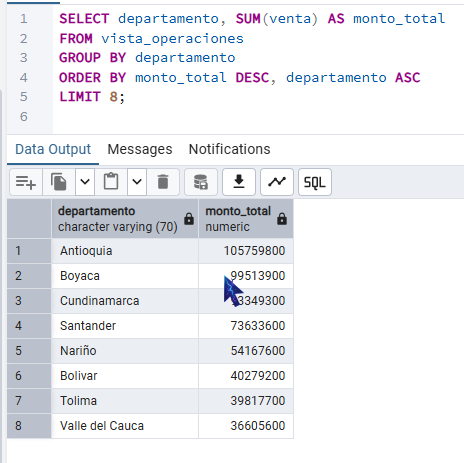 1 SELECT departamento, SUM(venta) AS monto_total
2 FROM vista_operaciones
3 GROUP BY departamento
4 ORDER BY monto_total DESC, departamento ASC
5 LIMIT 8;
6
Data Output Messages Notifications
SQL
departamento monto_total
character varying (70) numeric
1 Antioquia 105759800
2 Boyaca 99513900
3 Cundinamarca
4 Santander 73633600
5 Nariño 54167600
6 Bolivar 40279200
7 Tolima 39817700
8 Valle del Cauca 36605600